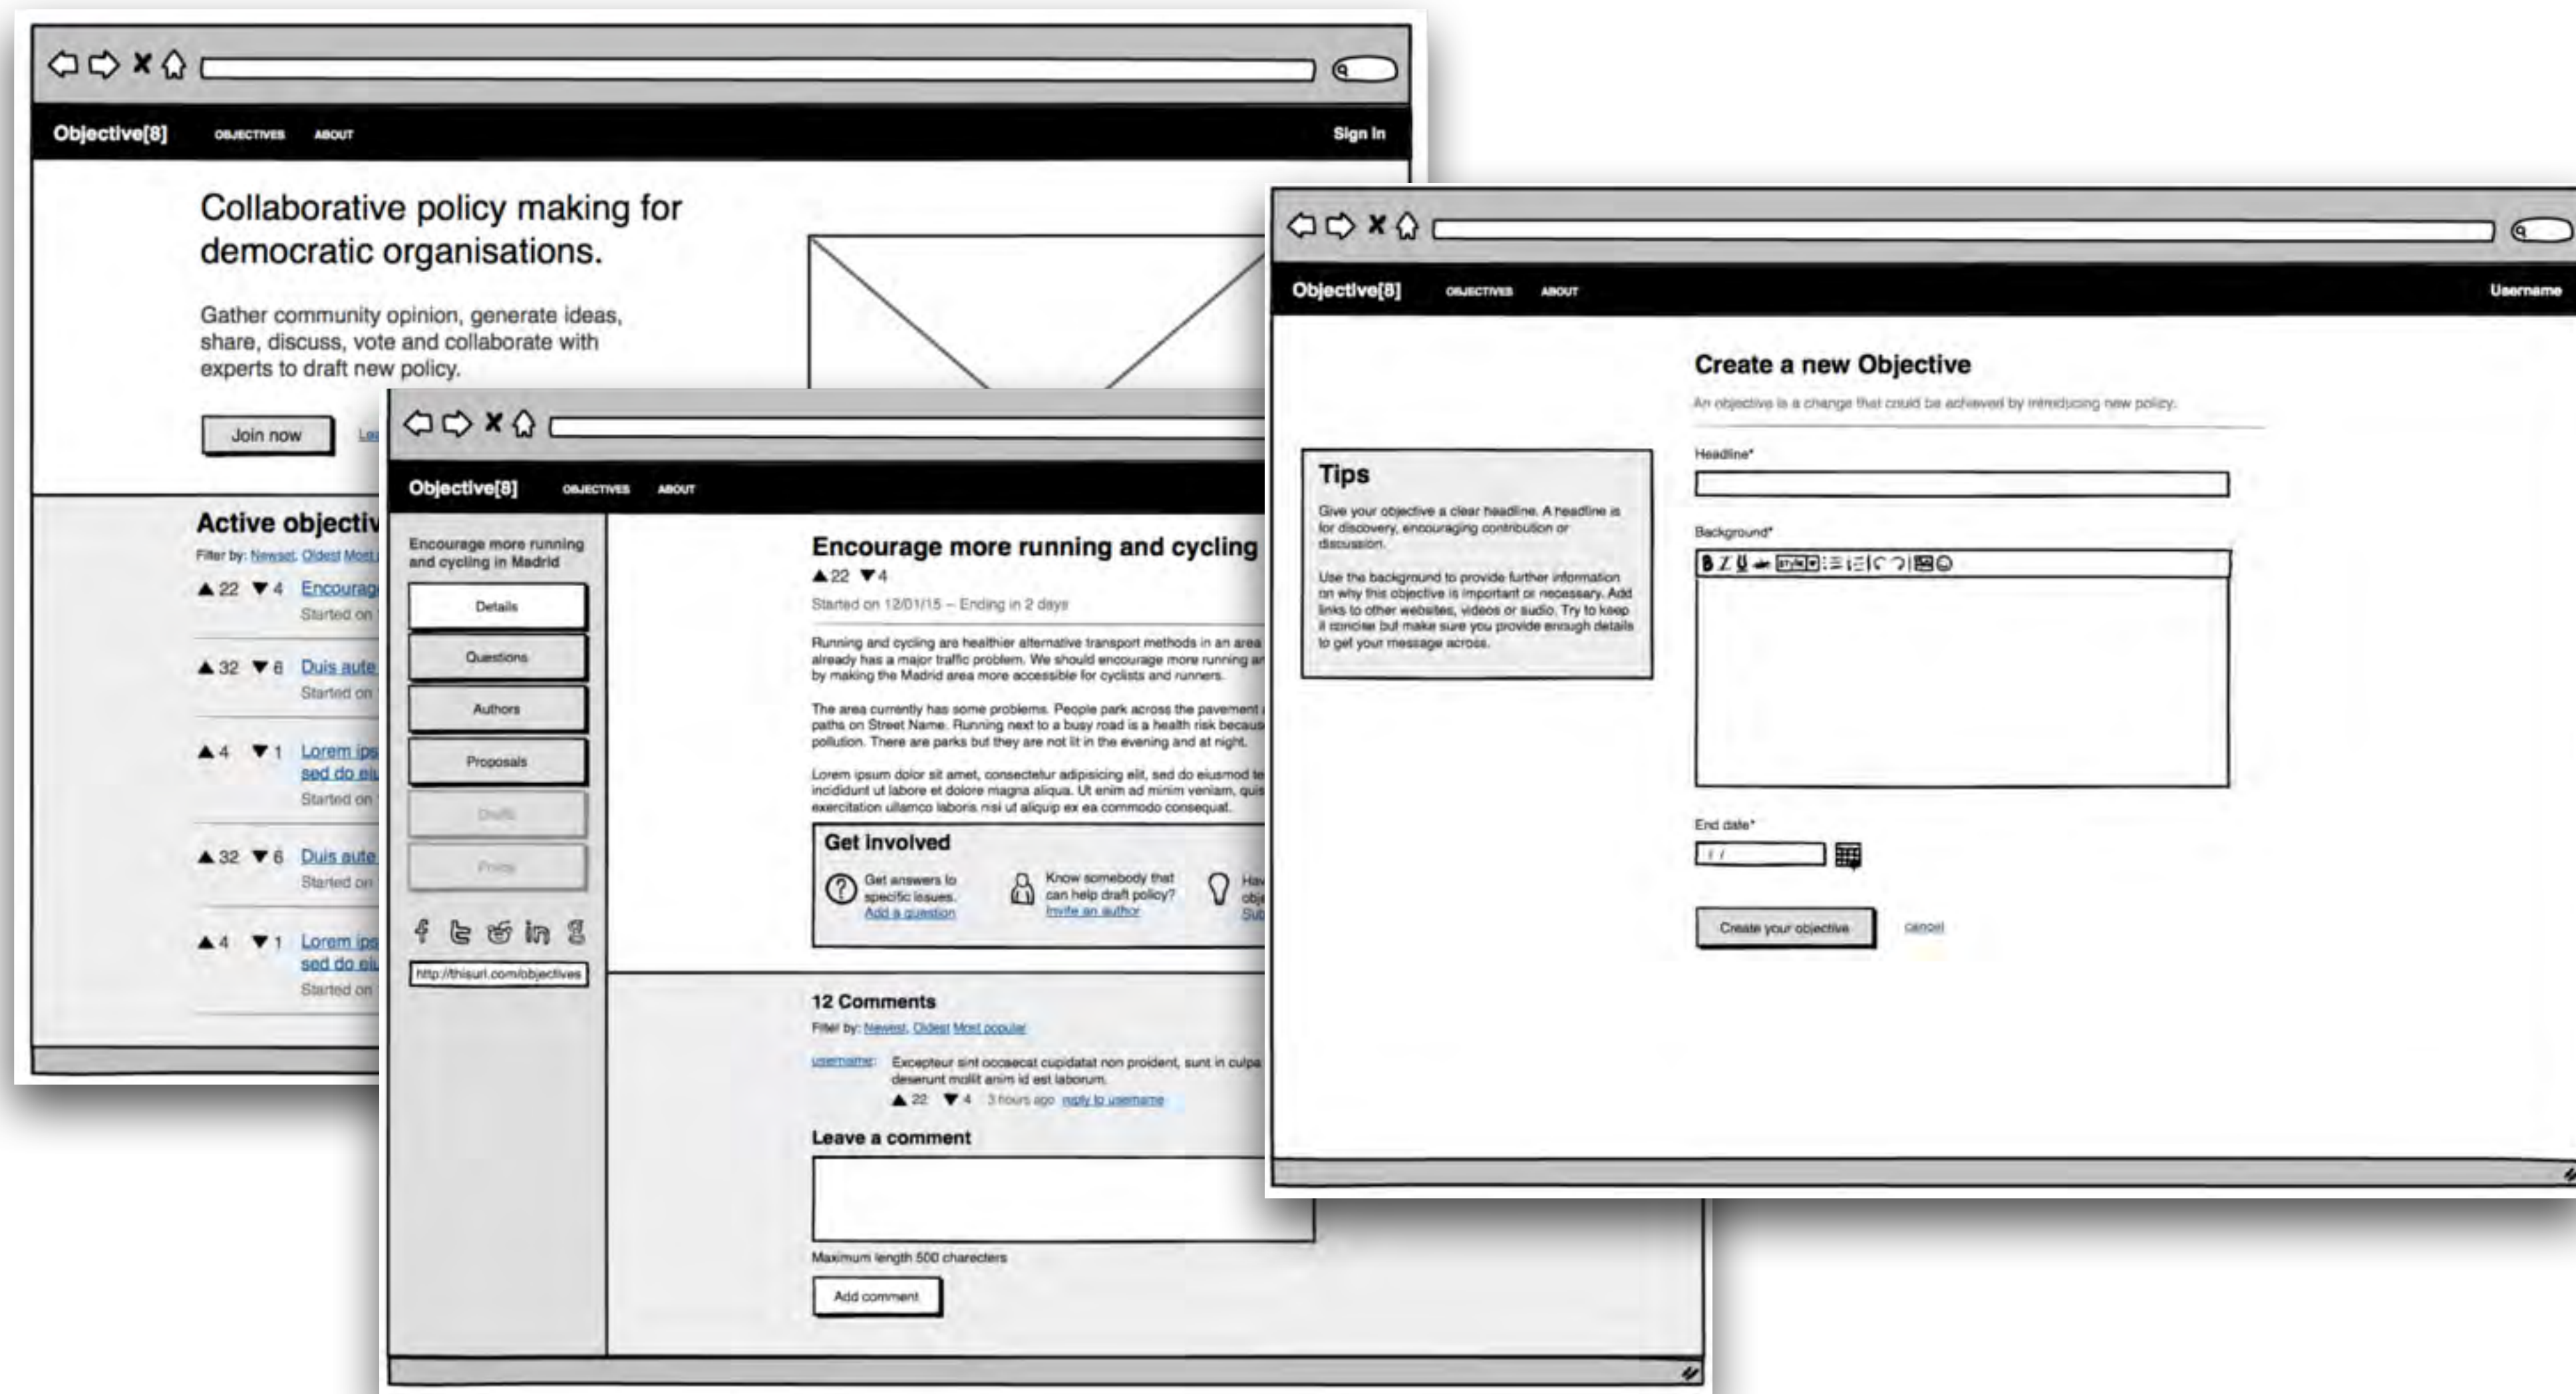 Objective[8] OBJECTIVES ABOUT Sign in
Collaborative policy making for
democratic organisations.
Gather community opinion, generate ideas,
share, discuss, vote and collaborate with
experts to draft new policy.
Join now
Active objectiv
Filter by: Newset, Oldest Most
▲ 22 ▼ 4 Encourag
Started on
▲ 32 ▼ 6 Duis aute
Started on
▲ 4 ▼ 1 Lorem ips
sed do eiu
Started on
▲ 32 ▼ 6 Duis aute
Started on
▲ 4 ▼ 1 Lorem ips
sed do eiu
Started on
Objective[8] OBJECTIVES ABOUT
Encourage more running
and cycling in Madrid
Details
Questions
Authors
Proposals
Drafts
http://thisurl.com/objectives
Encourage more running and cycling
▲ 22 ▼ 4
Started on 12/01/15 – Ending in 2 days
Running and cycling are healthier alternative transport methods in an area
already has a major traffic problem. We should encourage more running an
by making the Madrid area more accessible for cyclists and runners.
The area currently has some problems. People park across the pavement
paths on Street Name. Running next to a busy road is a health risk becaus
pollution. There are parks but they are not lit in the evening and at night.
Lorem ipsum dolor sit amet, consectetur adipisicing elit, sed do eiusmod te
incididunt ut labore et dolore magna aliqua. Ut enim ad minim veniam, quis
exercitation ullamco laboris nisi ut aliquip ex ea commodo consequat.
Get involved
Get answers to
specific issues.
Add a question
Know somebody that
can help draft policy?
Invite an author
Hav
obje
Sub
12 Comments
Filter by: Newest, Oldest Most popular
username: Excepteur sint occaecat cupidatat non proident, sunt in culpa
deserunt mollit anim id est laborum.
▲ 22 ▼ 4 3 hours ago reply to username
Leave a comment
Maximum length 500 charecters
Add comment
Objective[8] OBJECTIVES ABOUT Username
Create a new Objective
An objective is a change that could be achieved by introducing new policy.
Tips
Give your objective a clear headline. A headline is
for discovery, encouraging contribution or
discussion.
Use the background to provide further information
on why this objective is important or necessary. Add
links to other websites, videos or audio. Try to keep
it concise but make sure you provide enough details
to get your message across.
Headline*
Background*
End date*
/ /
Create your objective cancel